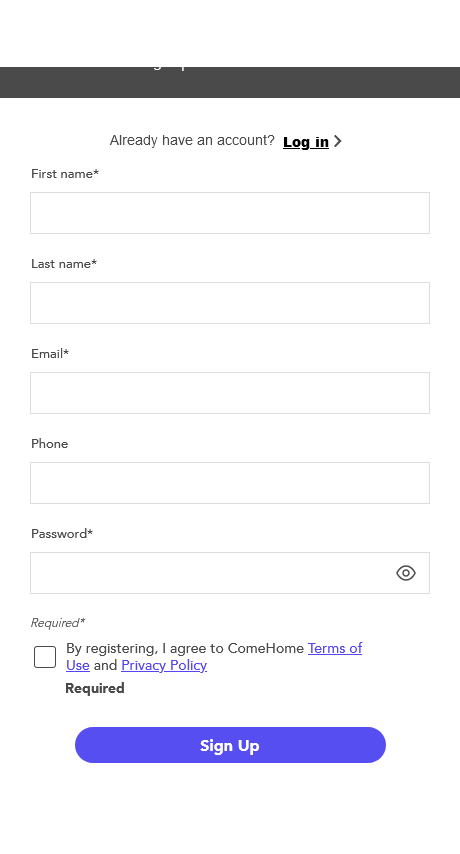 Already have an account? Log in
First name*
Last name*
Email*
Phone
Password*
Required*
By registering, I agree to ComeHome Terms of
Use and Privacy Policy
Required
Sign Up